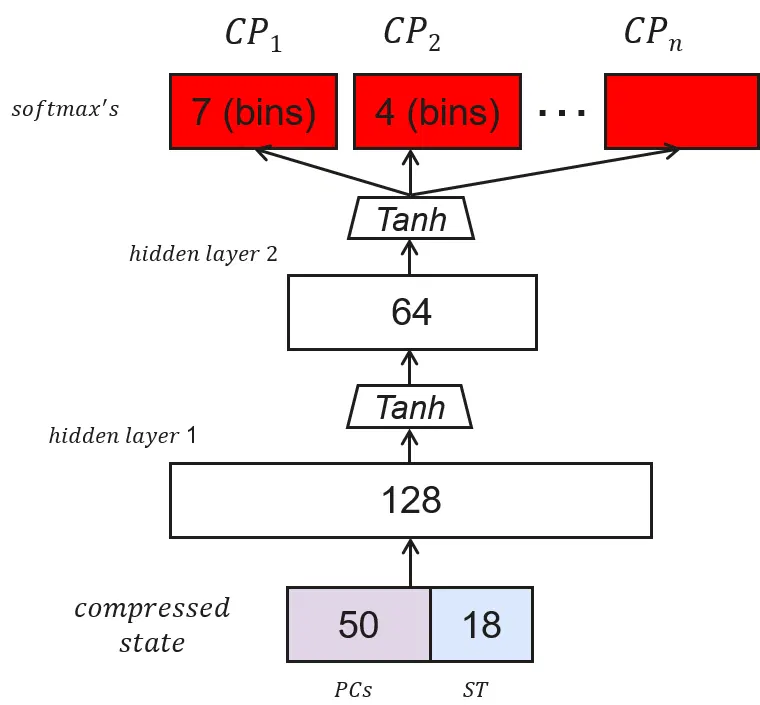 CP₁ CP₂ CPₙ
softmax's 7 (bins) 4 (bins) ...
Tanh
hidden layer 2
64
Tanh
hidden layer 1
128
compressed
state
50 18
PCs ST